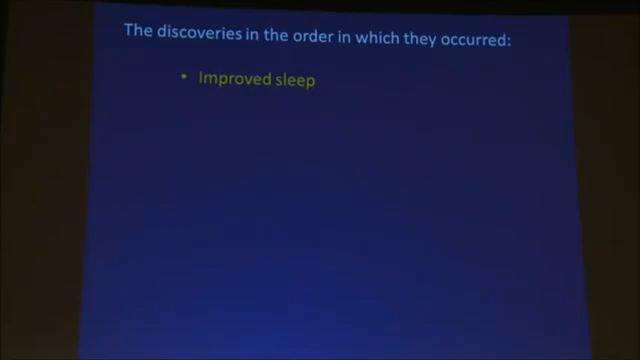 The discoveries in the order in which they occurred:
• Improved sleep